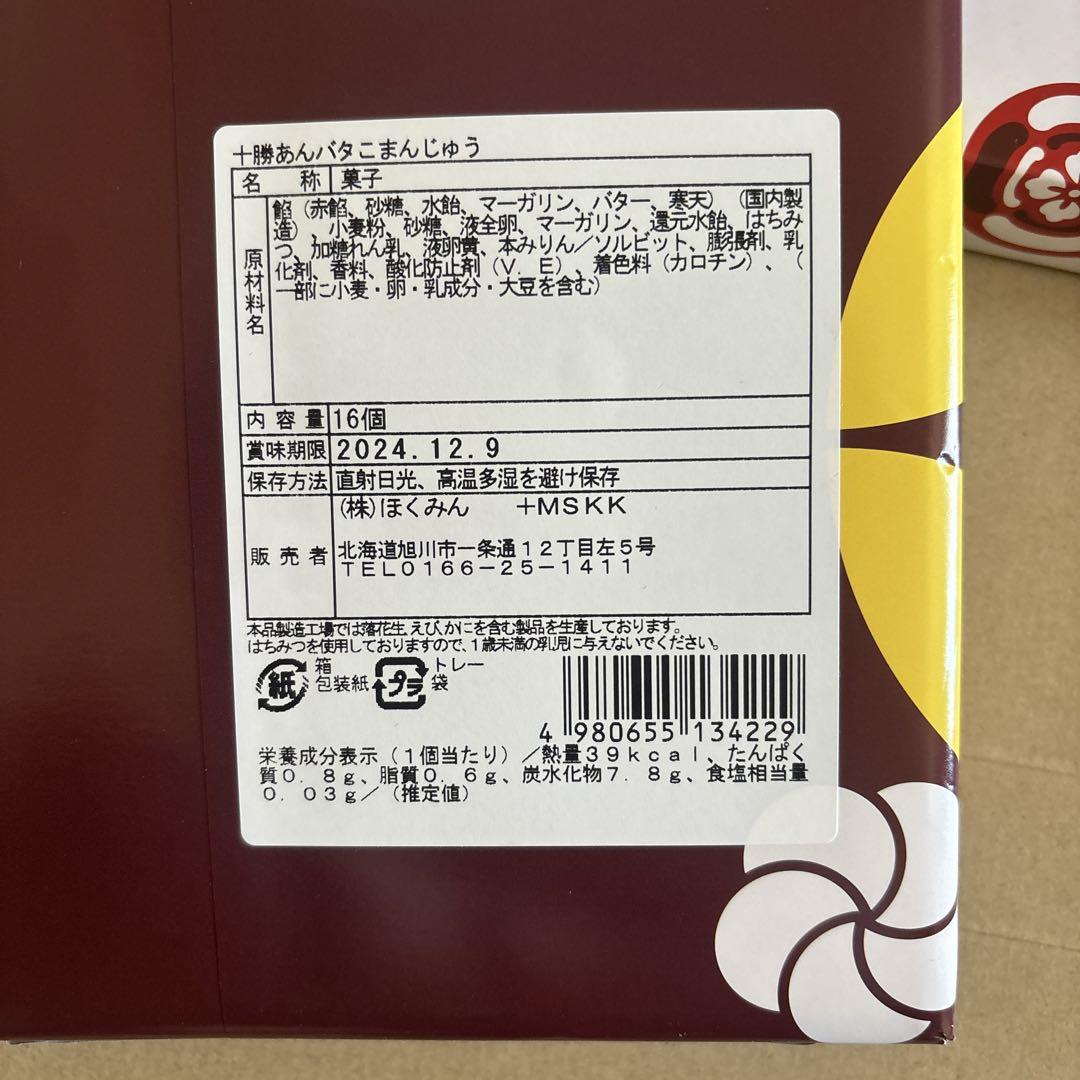 十勝あんバタこまんじゅう
名称 菓子
原材料名
餡（赤餡、砂糖、水飴、マーガリン、バター、寒天）（国内製
造）、小麦粉、砂糖、液全卵、マーガリン、還元水飴、はちみ
つ、加糖れん乳、液卵黄、本みりん／ソルビット、膨張剤、乳
化剤、香料、酸化防止剤（V．E）、着色料（カロチン）、（
一部に小麦・卵・乳成分・大豆を含む）
内容量 16個
賞味期限 2024.12.9
保存方法 直射日光、高温多湿を避け保存
販売者
（株）ほくみん　＋MSKK
北海道旭川市一条通１２丁目左５号
ＴＥＬ０１６６－２５－１４１１
本品製造工場では落花生、えび、かにを含む製品を生産しております。
はちみつを使用しておりますので、１歳未満の乳児に与えないでください。
紙 箱 プラ トレー
包装紙 袋
4 980655 134229
栄養成分表示（１個当たり）／熱量３９ｋｃａｌ、たんぱく
質０．８ｇ、脂質０．６ｇ、炭水化物７．８ｇ、食塩相当量
０．０３ｇ／（推定値）